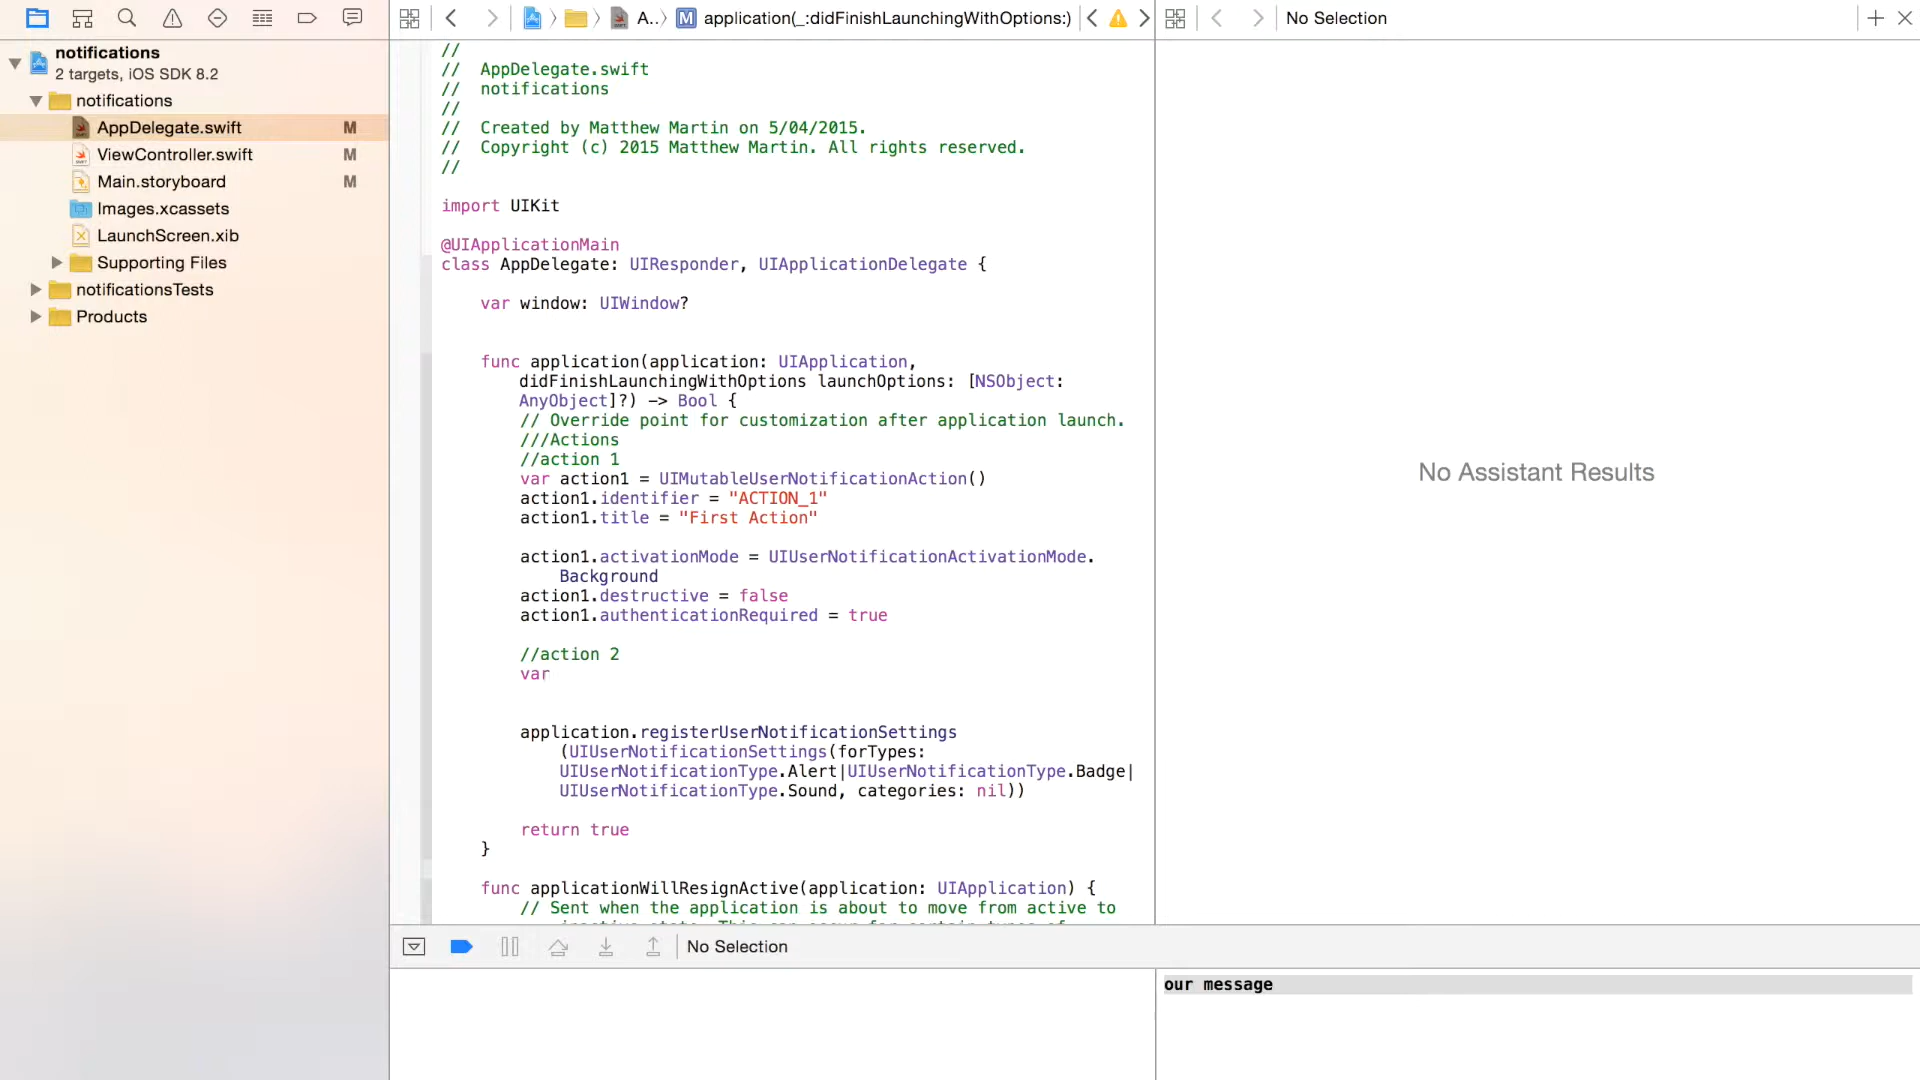 A..
application(_:didFinishLaunchingWithOptions:)
No Selection
notifications
2 targets, iOS SDK 8.2
notifications
AppDelegate.swift M
ViewController.swift M
Main.storyboard M
Images.xcassets
LaunchScreen.xib
Supporting Files
notificationsTests
Products
//
// AppDelegate.swift
// notifications
//
// Created by Matthew Martin on 5/04/2015.
// Copyright (c) 2015 Matthew Martin. All rights reserved.
//
import UIKit
@UIApplicationMain
class AppDelegate: UIResponder, UIApplicationDelegate {
var window: UIWindow?
func application(application: UIApplication,
didFinishLaunchingWithOptions launchOptions: [NSObject:
AnyObject]?) -> Bool {
// Override point for customization after application launch.
///Actions
//action 1
var action1 = UIMutableUserNotificationAction()
action1.identifier = "ACTION_1"
action1.title = "First Action"
action1.activationMode = UIUserNotificationActivationMode.
Background
action1.destructive = false
action1.authenticationRequired = true
//action 2
var
application.registerUserNotificationSettings
(UIUserNotificationSettings(forTypes:
UIUserNotificationType.Alert|UIUserNotificationType.Badge|
UIUserNotificationType.Sound, categories: nil))
return true
}
func applicationWillResignActive(application: UIApplication) {
// Sent when the application is about to move from active to
No Assistant Results
No Selection
our message